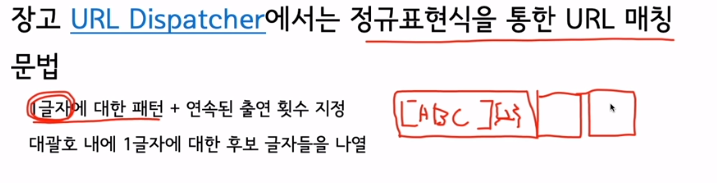 장고 URL Dispatcher에서는 정규표현식을 통한 URL 매칭
문법
1글자에 대한 패턴 + 연속된 출연 횟수 지정
대괄호 내에 1글자에 대한 후보 글자들을 나열
[ABC]